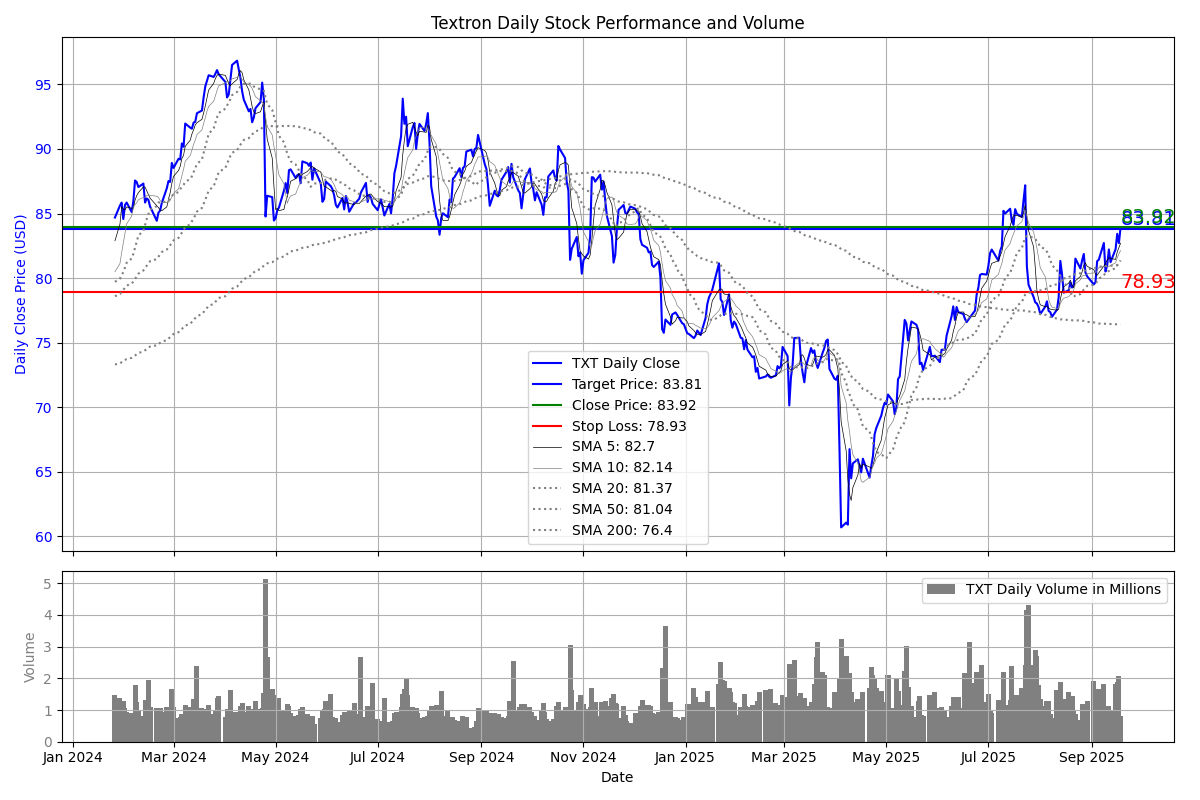 Textron Daily Stock Performance and Volume
Daily Close Price (USD)
95
90
85
80
75
70
65
60
83.92
83.81
78.93
TXT Daily Close
Target Price: 83.81
Close Price: 83.92
Stop Loss: 78.93
SMA 5: 82.7
SMA 10: 82.14
SMA 20: 81.37
SMA 50: 81.04
SMA 200: 76.4
Volume
5
4
3
2
1
0
TXT Daily Volume in Millions
Jan 2024 Mar 2024 May 2024 Jul 2024 Sep 2024 Nov 2024 Jan 2025 Mar 2025 May 2025 Jul 2025 Sep 2025
Date